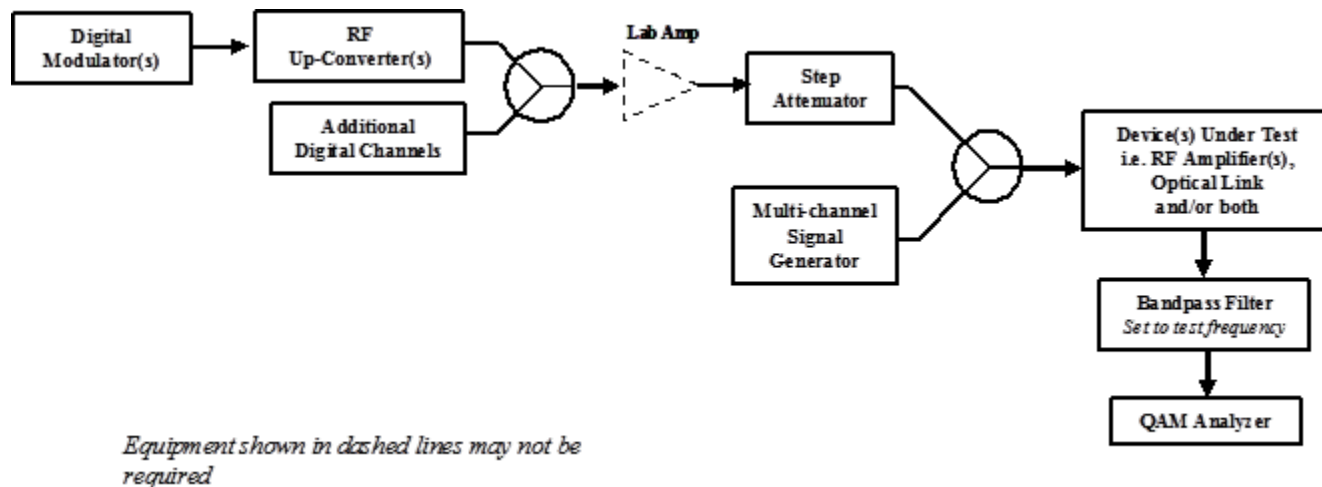 Digital
Modulator(s)
RF
Up-Converter(s)
Additional
Digital Channels
Lab Amp
Step
Attenuator
Multi-channel
Signal
Generator
Device(s) Under Test
i.e. RF Amplifier(s),
Optical Link
and/or both
Bandpass Filter
Set to test frequency
QAM Analyzer
Equipment shown in dashed lines may not be
required